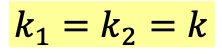 k₁ = k₂ = k